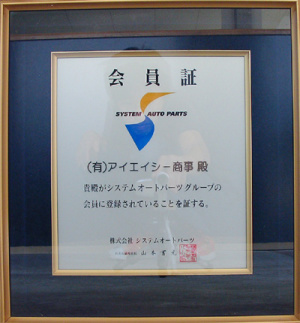 会員証
SYSTEM AUTO PARTS
(有)アイエイシー商事 殿
貴殿がシステムオートパーツグループの
会員に登録されていることを証する。
株式会社 システムオートパーツ